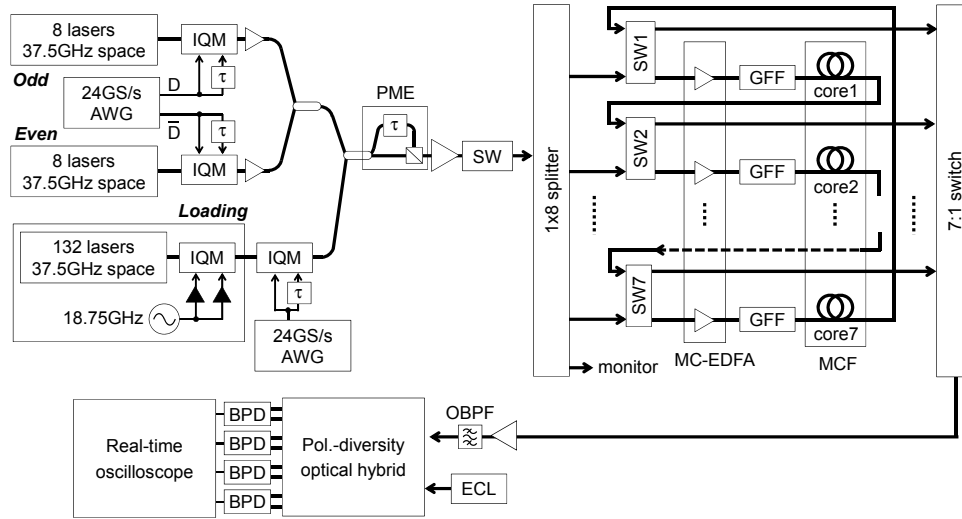 8 lasers
37.5GHz space
IQM
τ
Odd
D
24GS/s
AWG
Even
D̅
τ
8 lasers
37.5GHz space
IQM
Loading
132 lasers
37.5GHz space
IQM
IQM
τ
18.75GHz
24GS/s
AWG
PME
τ
SW
1x8 splitter
SW1
GFF
core1
SW2
GFF
core2
SW7
GFF
core7
monitor
MC-EDFA
MCF
7:1 switch
Real-time
oscilloscope
BPD
BPD
BPD
BPD
Pol.-diversity
optical hybrid
OBPF
ECL